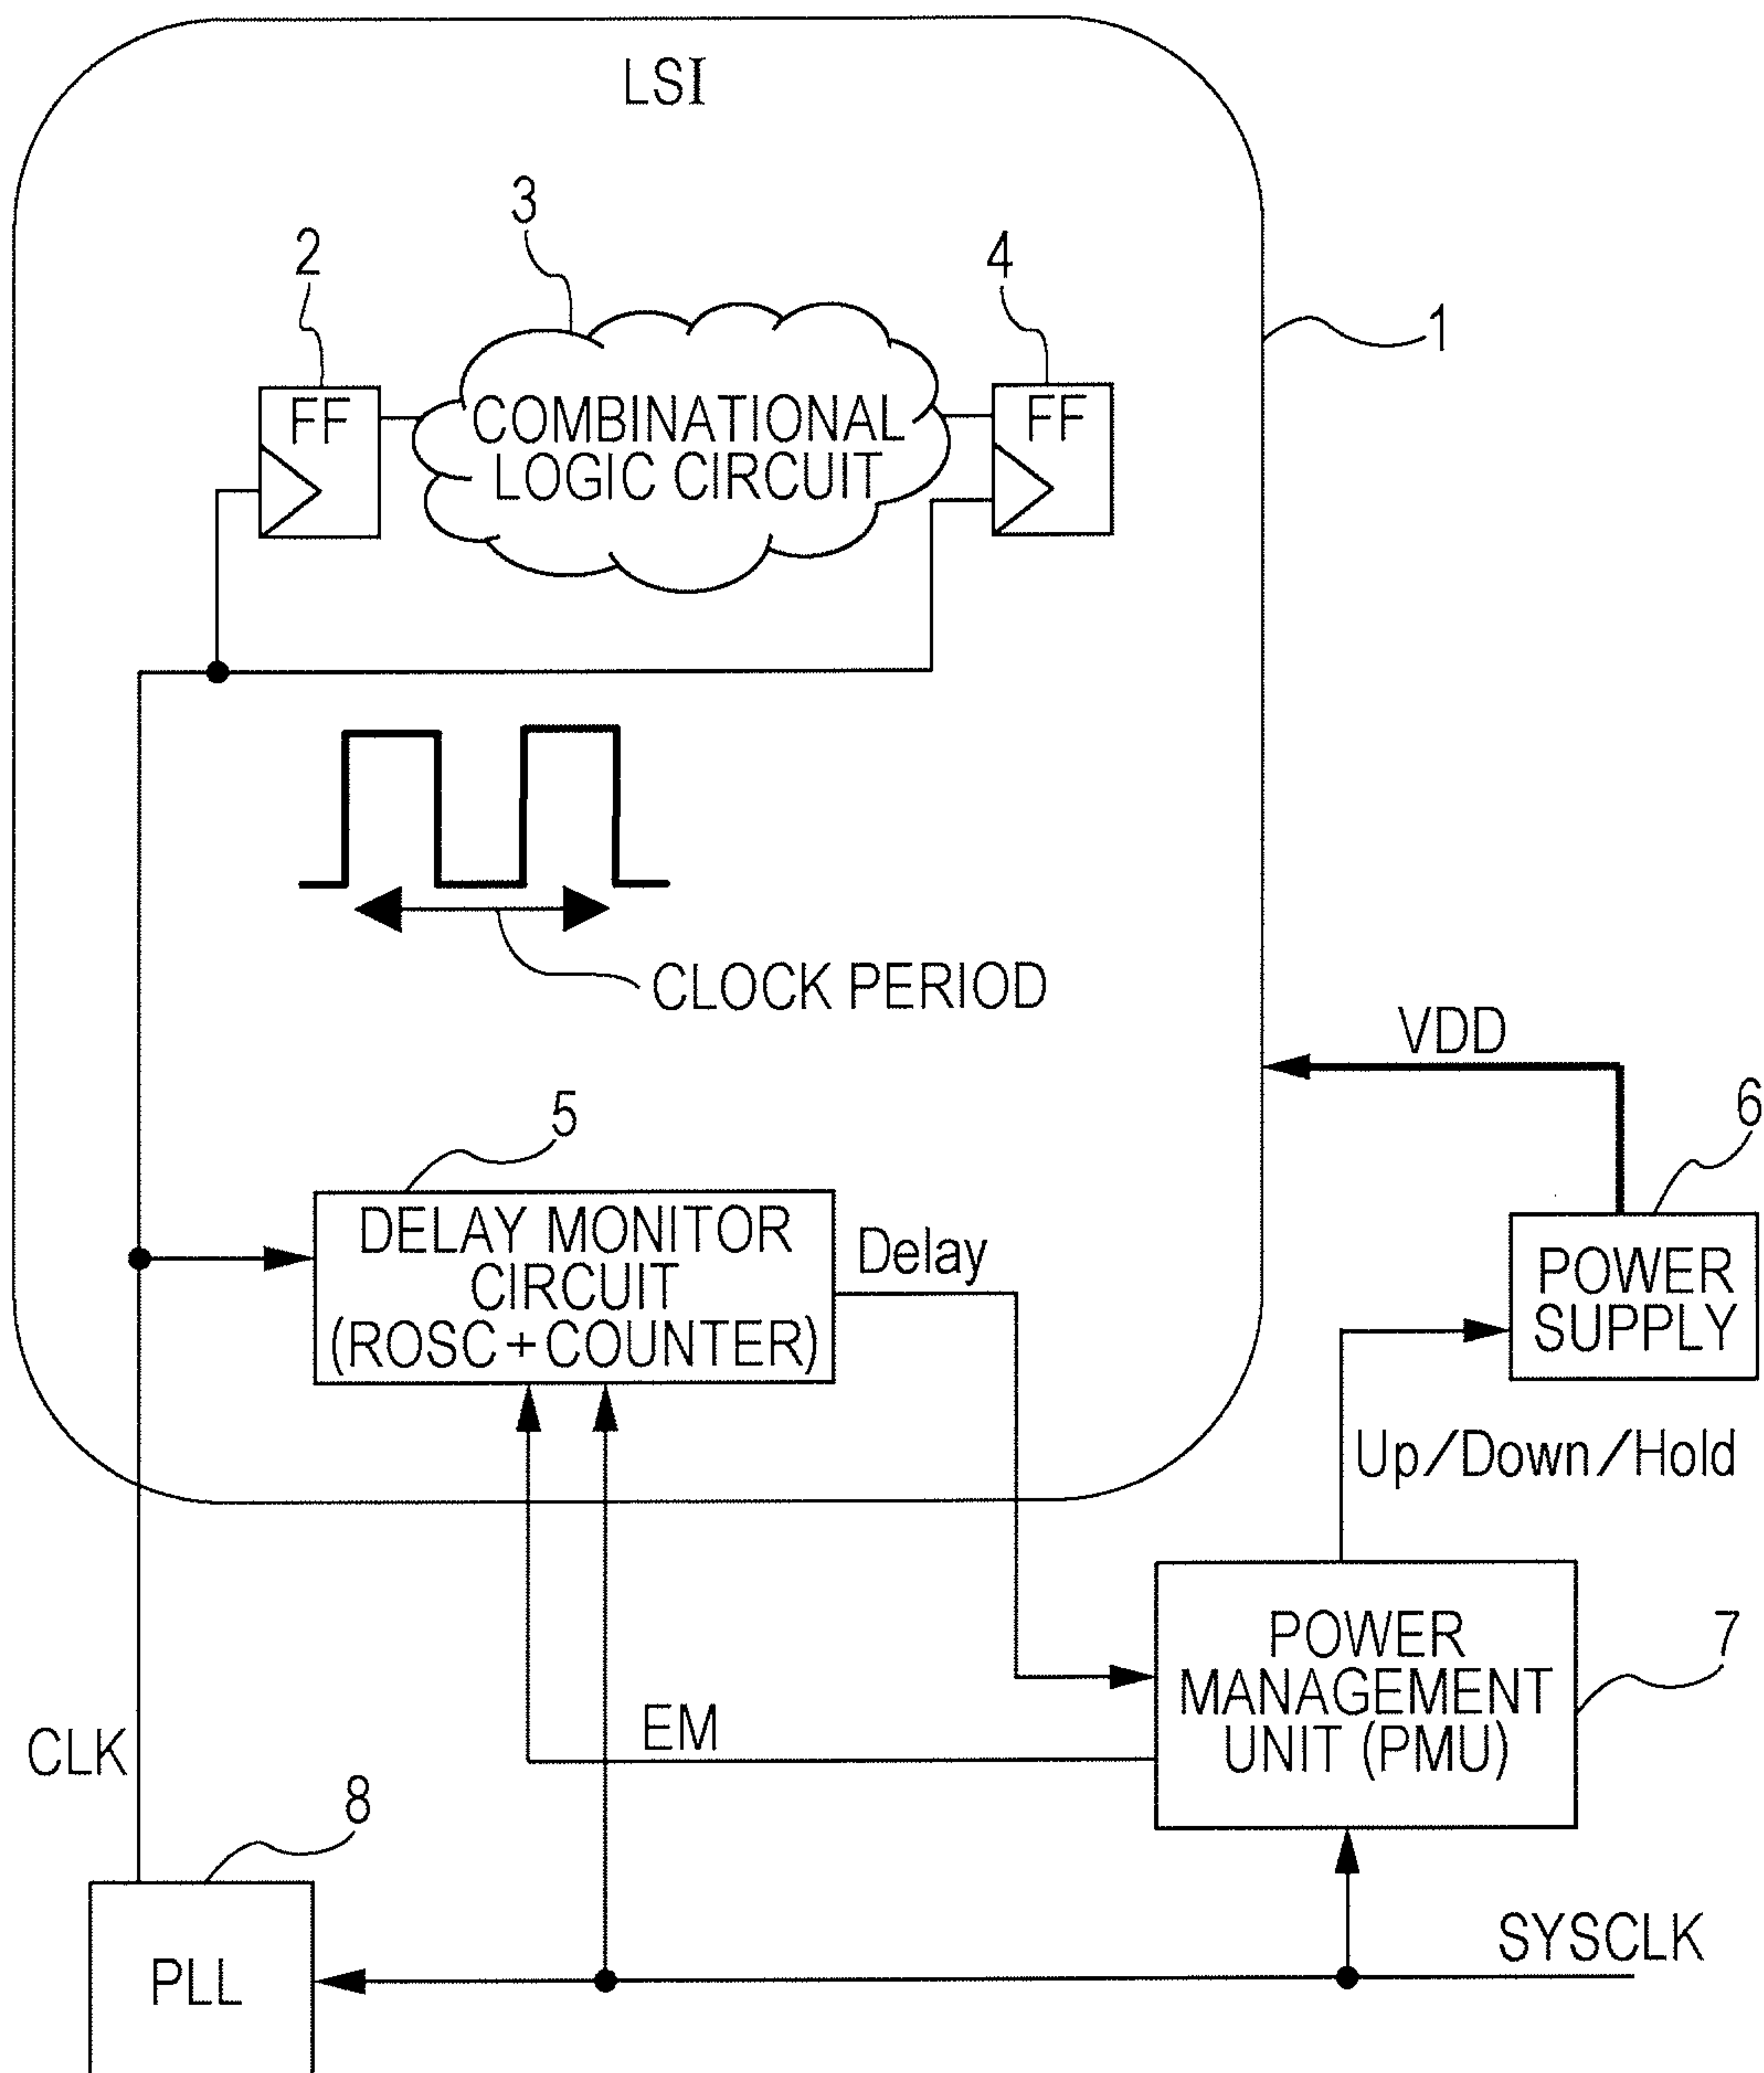 LSI
3
2
4
1
FF
COMBINATIONAL
LOGIC CIRCUIT
FF
CLOCK PERIOD
VDD
6
5
DELAY MONITOR
CIRCUIT
(ROSC+COUNTER)
Delay
POWER
SUPPLY
Up/Down/Hold
POWER
MANAGEMENT
UNIT (PMU)
7
EM
CLK
8
SYSCLK
PLL